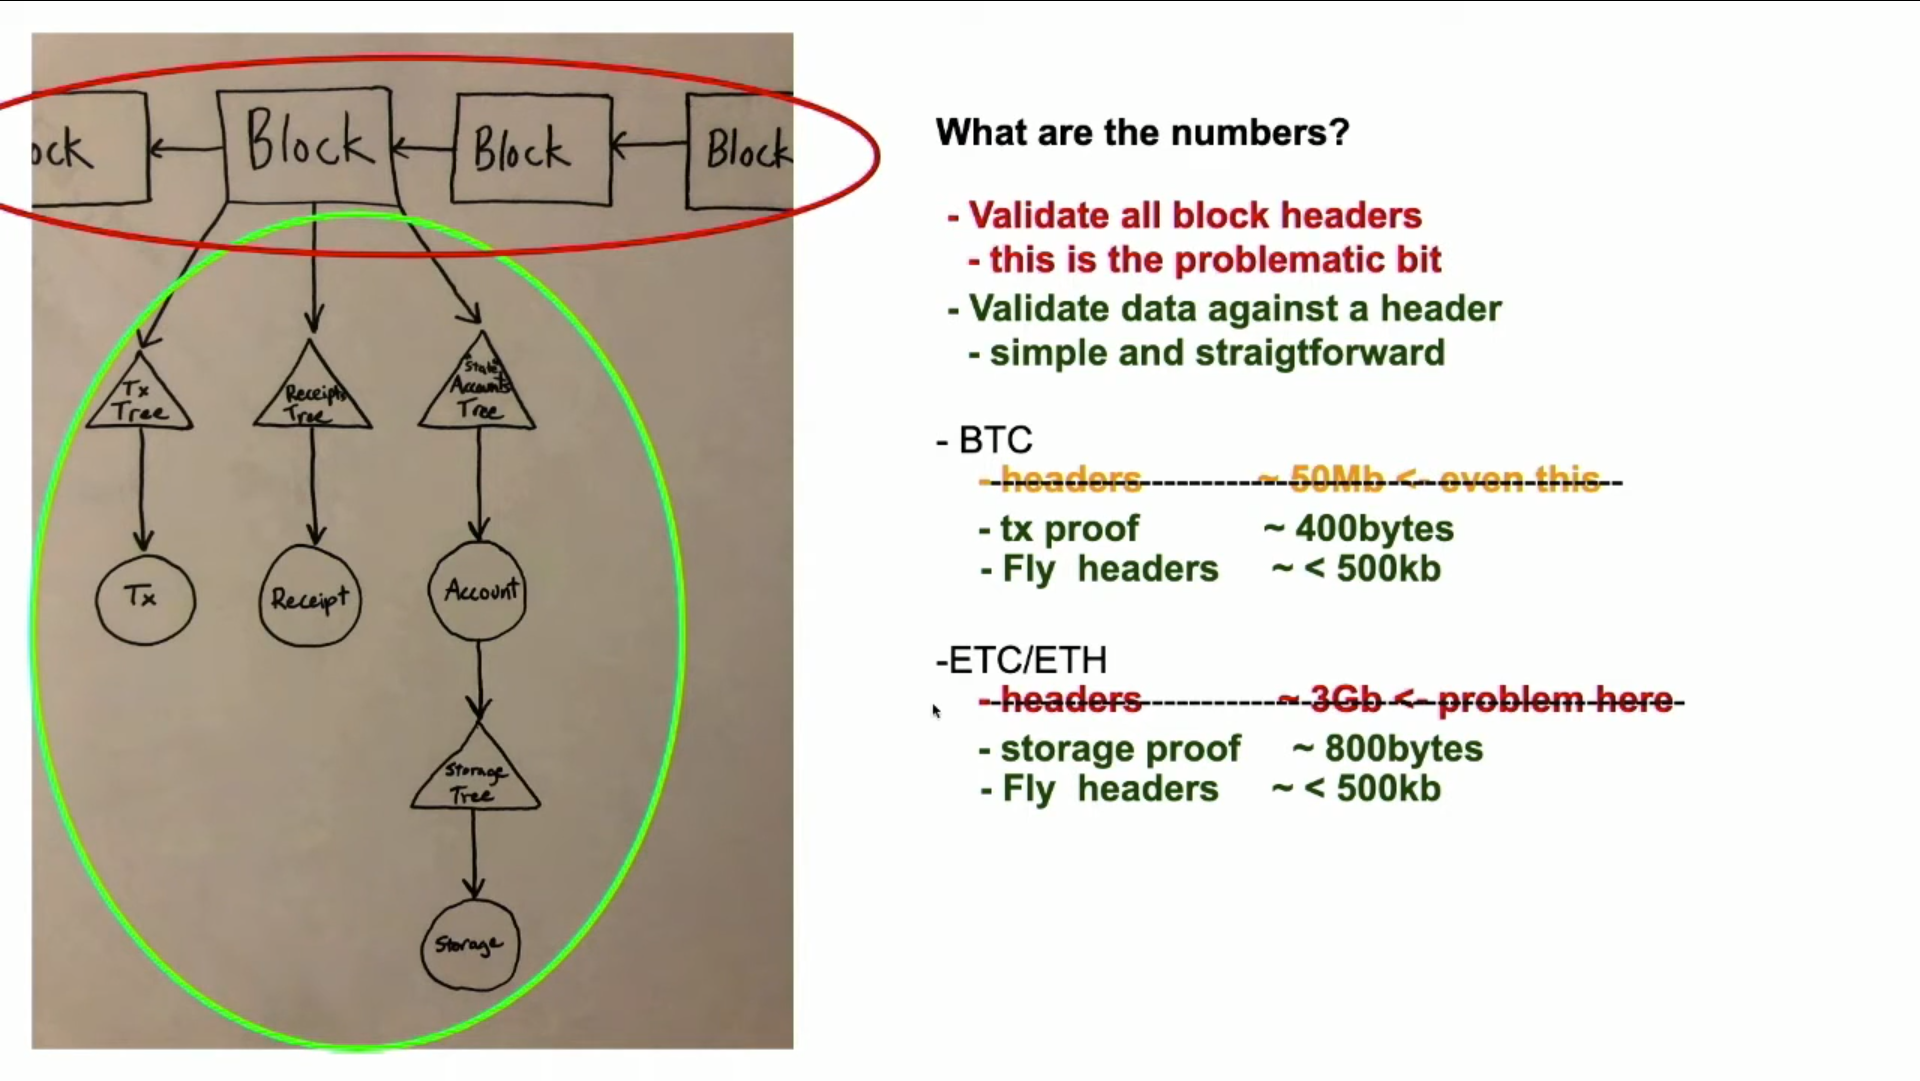 ock
Block
Block
Block
Tx
Tree
Receipts
Tree
"State"
Accounts
Tree
Tx
Receipt
Account
Storage
Tree
Storage
What are the numbers?
- Validate all block headers
- this is the problematic bit
- Validate data against a header
- simple and straigtforward
- BTC
- headers ~ 50Mb <- even this
- tx proof ~ 400bytes
- Fly headers ~ < 500kb
-ETC/ETH
- headers ~ 3Gb <- problem here
- storage proof ~ 800bytes
- Fly headers ~ < 500kb